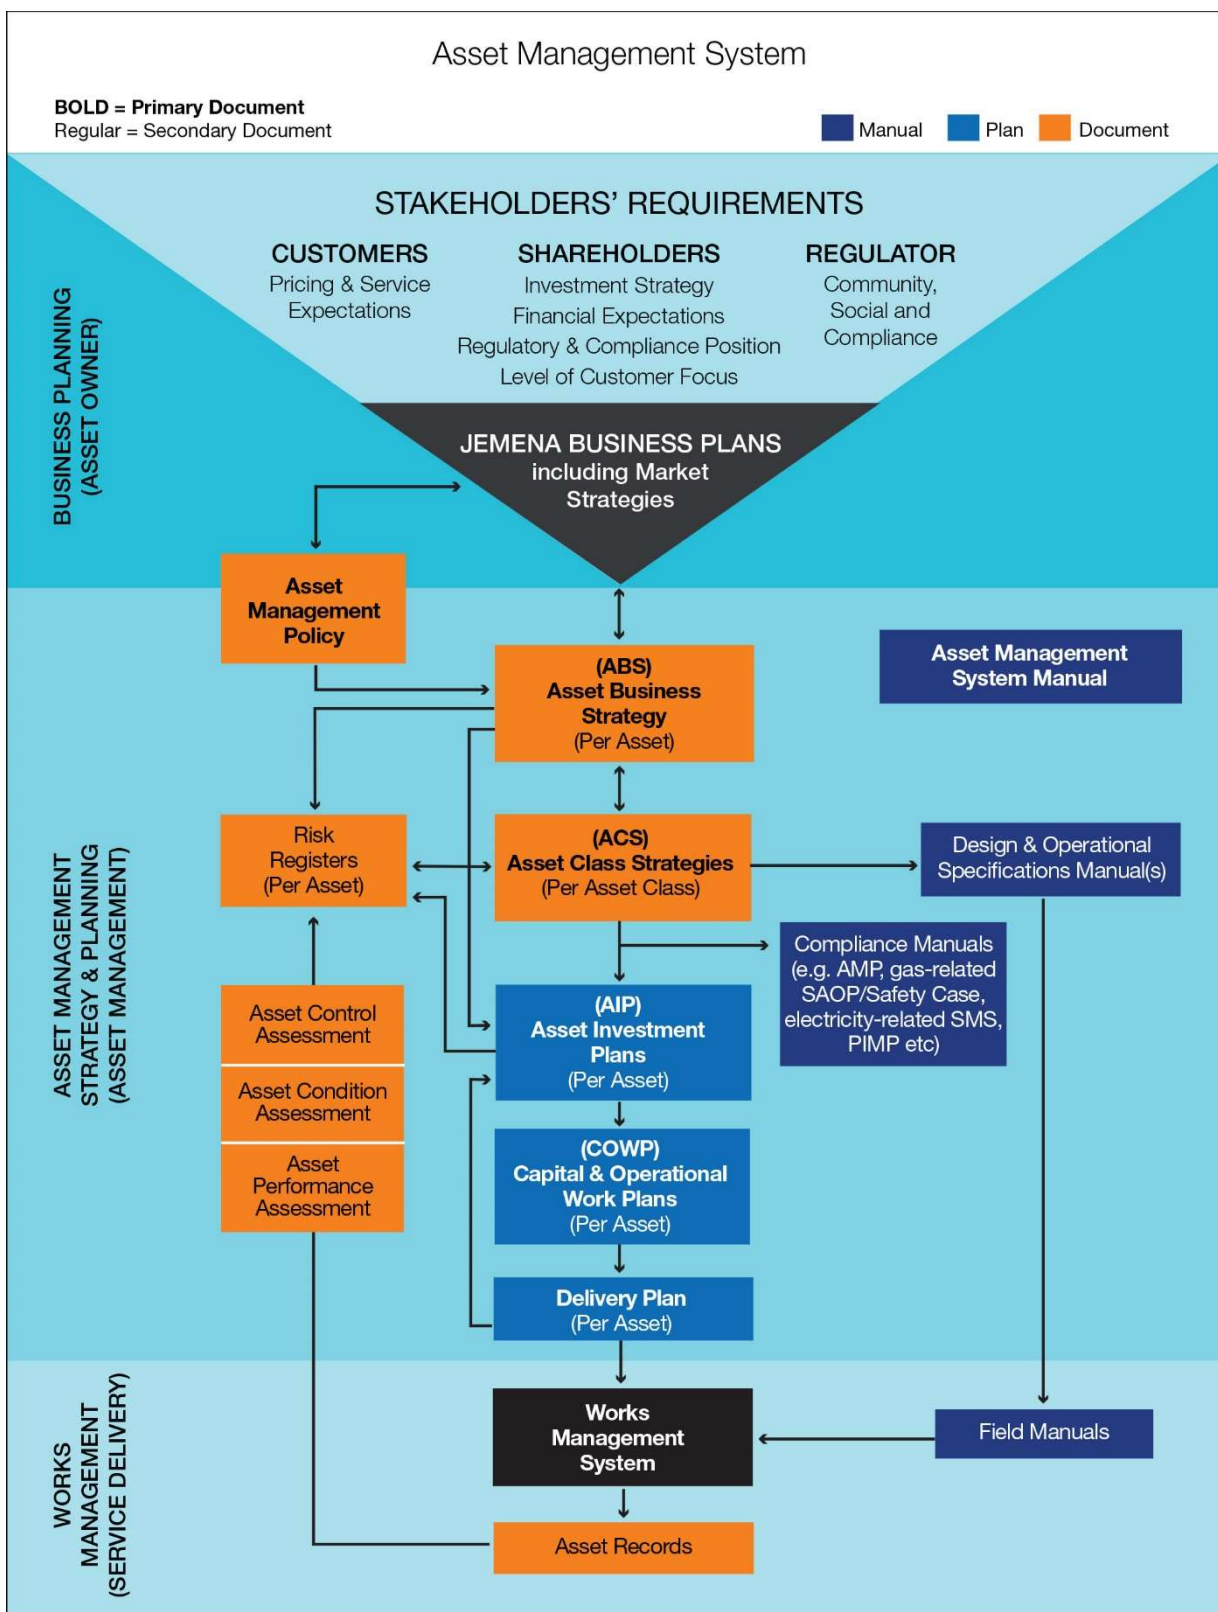 Asset Management System
BOLD = Primary Document
Regular = Secondary Document
Manual
Plan
Document
STAKEHOLDERS' REQUIREMENTS
CUSTOMERS
Pricing & Service
Expectations
SHAREHOLDERS
Investment Strategy
Financial Expectations
Regulatory & Compliance Position
Level of Customer Focus
REGULATOR
Community,
Social and
Compliance
BUSINESS PLANNING
(ASSET OWNER)
JEMENA BUSINESS PLANS
including Market
Strategies
Asset
Management
Policy
(ABS)
Asset Business
Strategy
(Per Asset)
Asset Management
System Manual
ASSET MANAGEMENT
STRATEGY & PLANNING
(ASSET MANAGEMENT)
Risk
Registers
(Per Asset)
(ACS)
Asset Class Strategies
(Per Asset Class)
Design & Operational
Specifications Manual(s)
Compliance Manuals
(e.g. AMP, gas-related
SAOP/Safety Case,
electricity-related SMS,
PIMP etc)
Asset Control
Assessment
Asset Condition
Assessment
Asset
Performance
Assessment
(AIP)
Asset Investment
Plans
(Per Asset)
(COWP)
Capital & Operational
Work Plans
(Per Asset)
Delivery Plan
(Per Asset)
WORKS
MANAGEMENT
(SERVICE DELIVERY)
Works
Management
System
Field Manuals
Asset Records